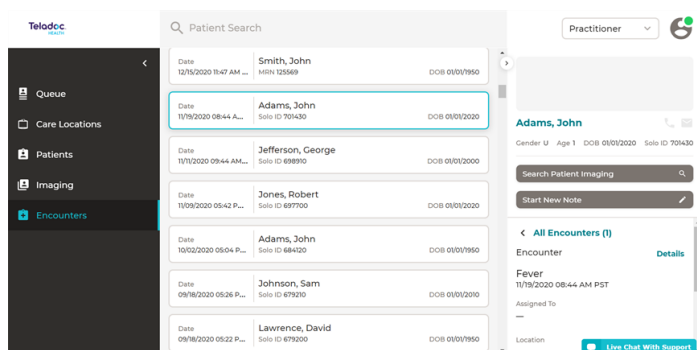 Teladoc
HEALTH
Patient Search
Practitioner
Queue
Care Locations
Patients
Imaging
Encounters
Date
12/15/2020 11:47 AM ...
Smith, John
MRN 125569
DOB 01/01/1950
Date
11/19/2020 08:44 A...
Adams, John
Solo ID 701430
DOB 01/01/2020
Date
11/11/2020 09:44 AM...
Jefferson, George
Solo ID 698910
DOB 01/01/2000
Date
11/09/2020 05:42 P...
Jones, Robert
Solo ID 697700
DOB 01/01/2020
Date
10/02/2020 05:04 P...
Adams, John
Solo ID 684120
DOB 01/01/1950
Date
09/18/2020 05:26 P...
Johnson, Sam
Solo ID 679210
DOB 01/01/2010
Date
09/18/2020 05:22 P...
Lawrence, David
Solo ID 679200
DOB 01/01/1950
Adams, John
Gender U Age 1 DOB 01/01/2020 Solo ID 701430
Search Patient Imaging
Start New Note
All Encounters (1)
Encounter
Details
Fever
11/19/2020 08:44 AM PST
Assigned To
—
Location
Live Chat With Support